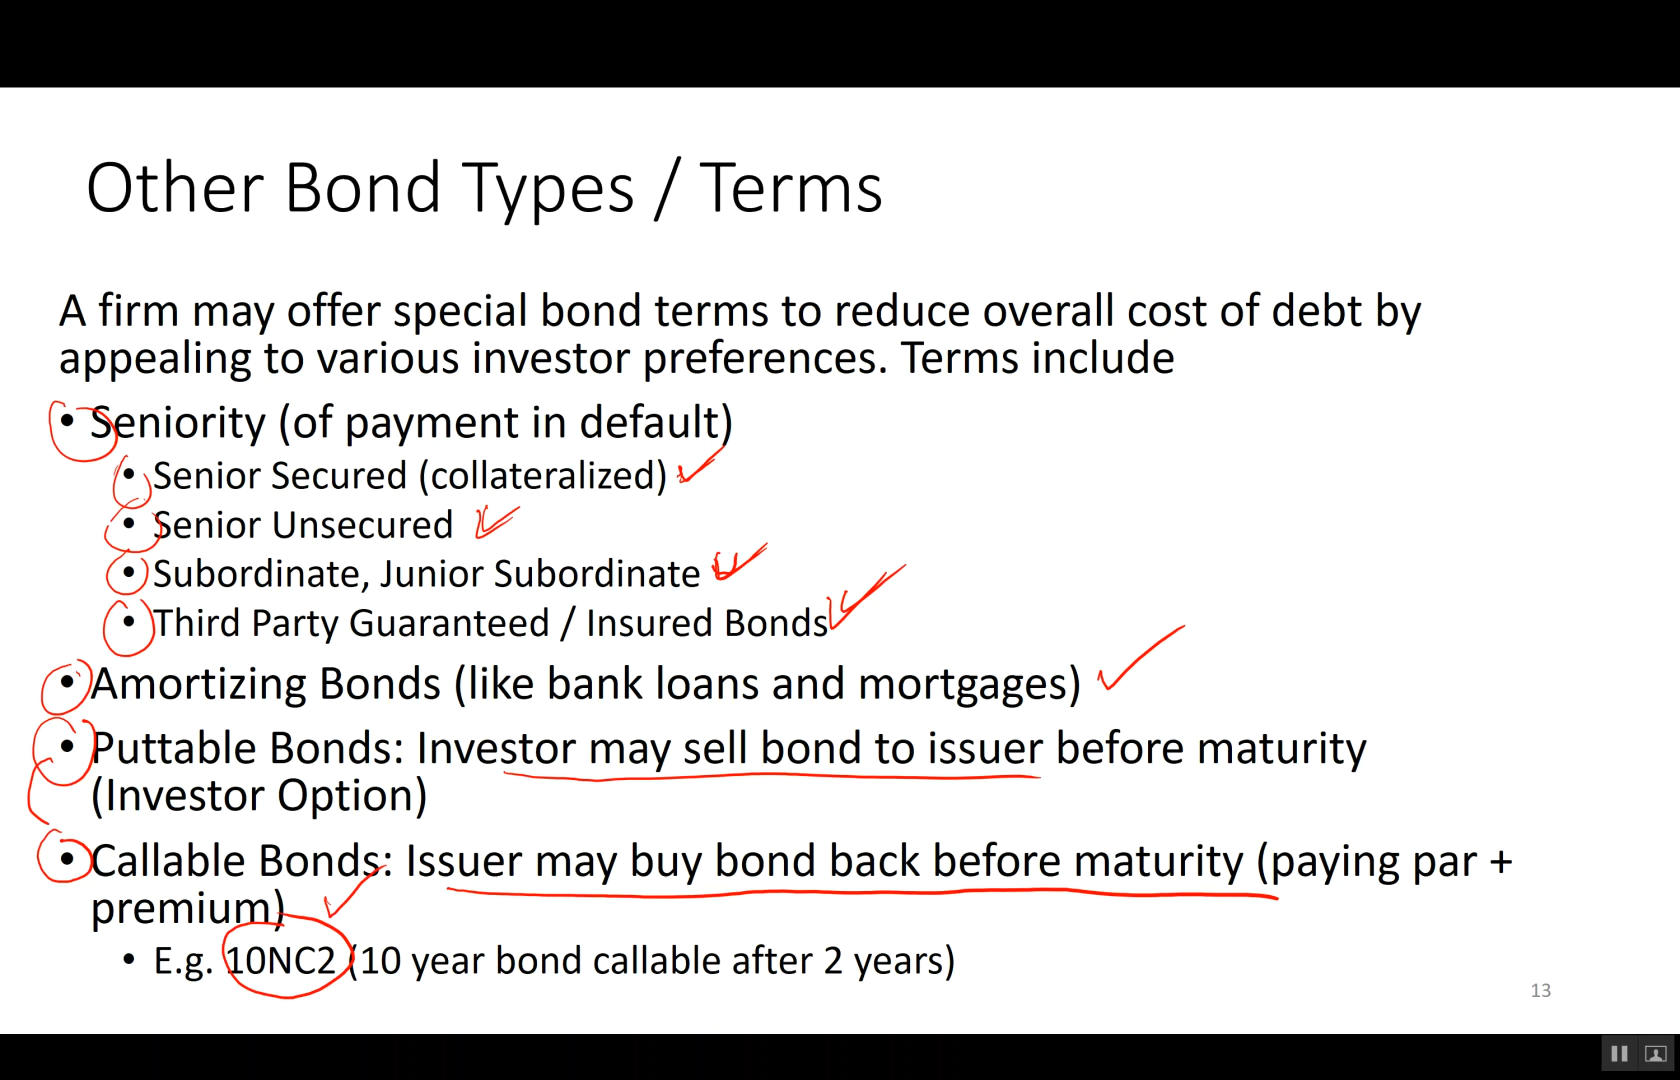 Other Bond Types / Terms
A firm may offer special bond terms to reduce overall cost of debt by
appealing to various investor preferences. Terms include
• Seniority (of payment in default)
• Senior Secured (collateralized)
• Senior Unsecured
• Subordinate, Junior Subordinate
• Third Party Guaranteed / Insured Bonds
• Amortizing Bonds (like bank loans and mortgages)
• Puttable Bonds: Investor may sell bond to issuer before maturity
(Investor Option)
• Callable Bonds: Issuer may buy bond back before maturity (paying par +
premium)
• E.g. 10NC2 (10 year bond callable after 2 years)
13